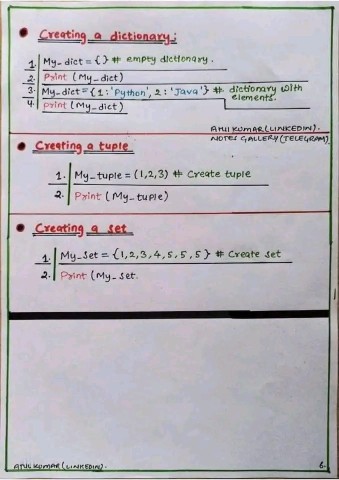 Creating a dictionary:
1. My_dict = {} # empty dictionary.
2. Print (My_dict)
3. My_dict = {1: 'Python', 2: 'Java'} # dictionary with
elements.
4. Print (My_dict)
ATUL KUMAR (LINKEDIN).
NOTES GALLERY (TELEGRAM)
Creating a tuple
1. My_tuple = (1,2,3) # Create tuple
2. Print (My_tuple)
Creating a set
1. My_Set = {1,2,3,4,5,5,5} # Create set
2. Print (My_set.
ATUL KUMAR (LINKEDIN).
6.